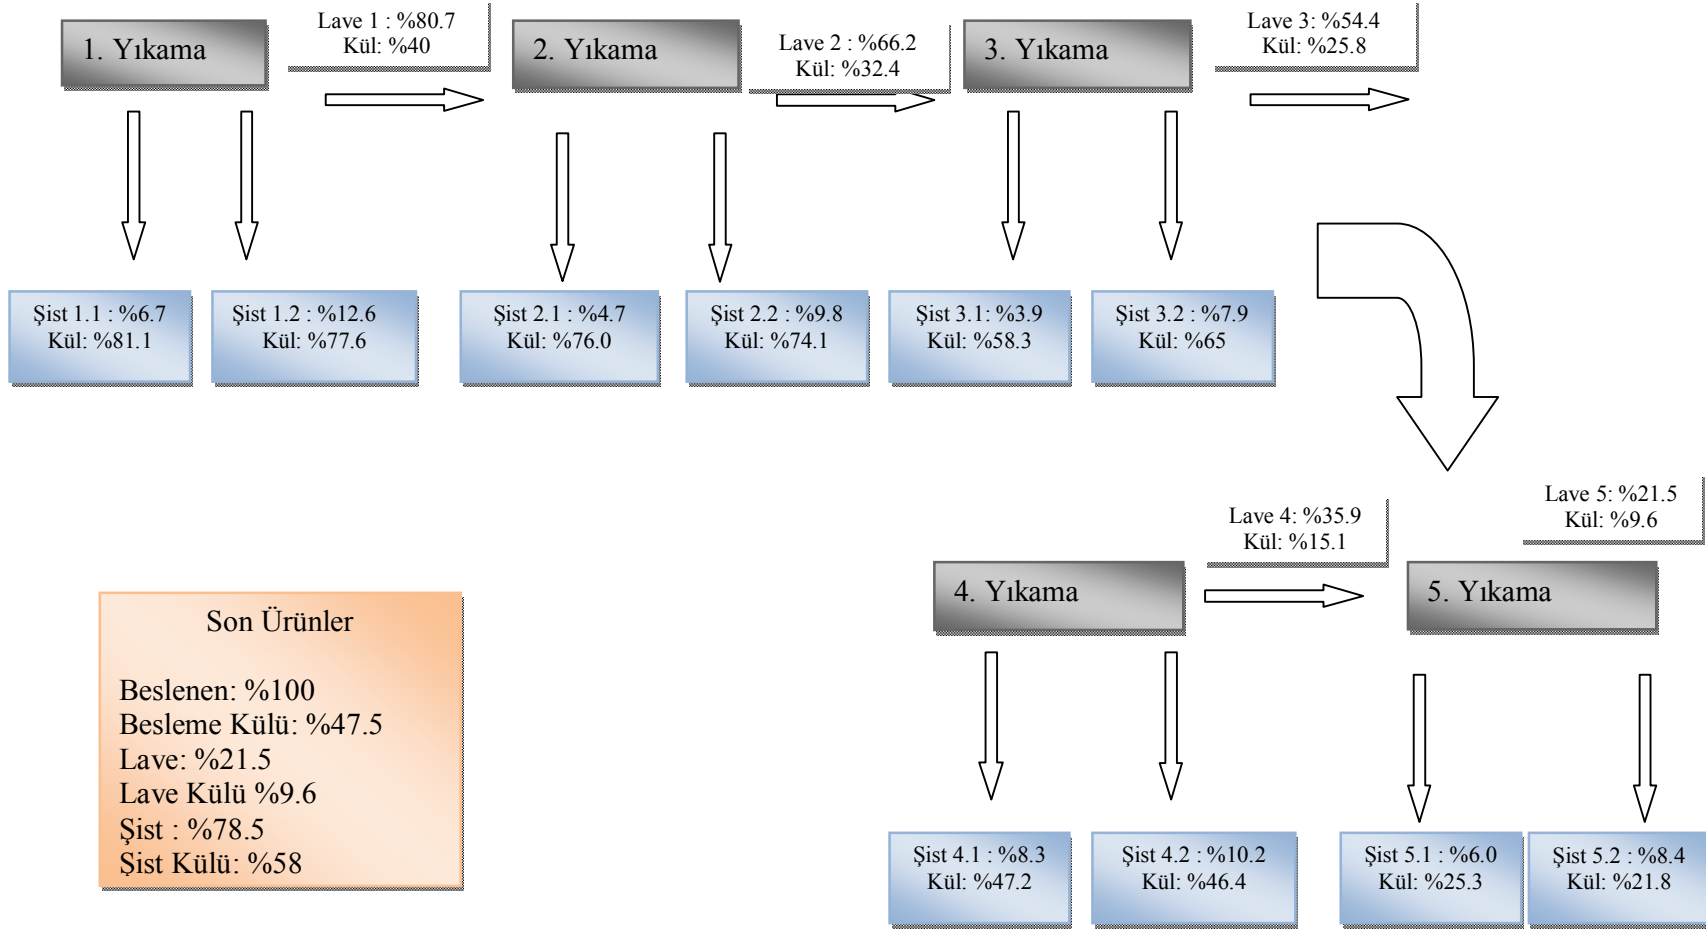 1. Yıkama
Lave 1 : %80.7
Kül: %40
2. Yıkama
Lave 2 : %66.2
Kül: %32.4
3. Yıkama
Lave 3: %54.4
Kül: %25.8
Şist 1.1 : %6.7
Kül: %81.1
Şist 1.2 : %12.6
Kül: %77.6
Şist 2.1 : %4.7
Kül: %76.0
Şist 2.2 : %9.8
Kül: %74.1
Şist 3.1: %3.9
Kül: %58.3
Şist 3.2 : %7.9
Kül: %65
4. Yıkama
Lave 4: %35.9
Kül: %15.1
5. Yıkama
Lave 5: %21.5
Kül: %9.6
Şist 4.1 : %8.3
Kül: %47.2
Şist 4.2 : %10.2
Kül: %46.4
Şist 5.1 : %6.0
Kül: %25.3
Şist 5.2 : %8.4
Kül: %21.8
Son Ürünler
Beslenen: %100
Besleme Külü: %47.5
Lave: %21.5
Lave Külü %9.6
Şist : %78.5
Şist Külü: %58